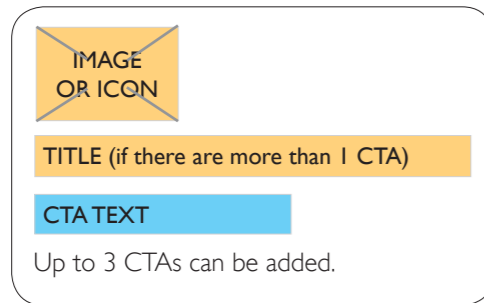 IMAGE
OR ICON
TITLE (if there are more than 1 CTA)
CTA TEXT
Up to 3 CTAs can be added.